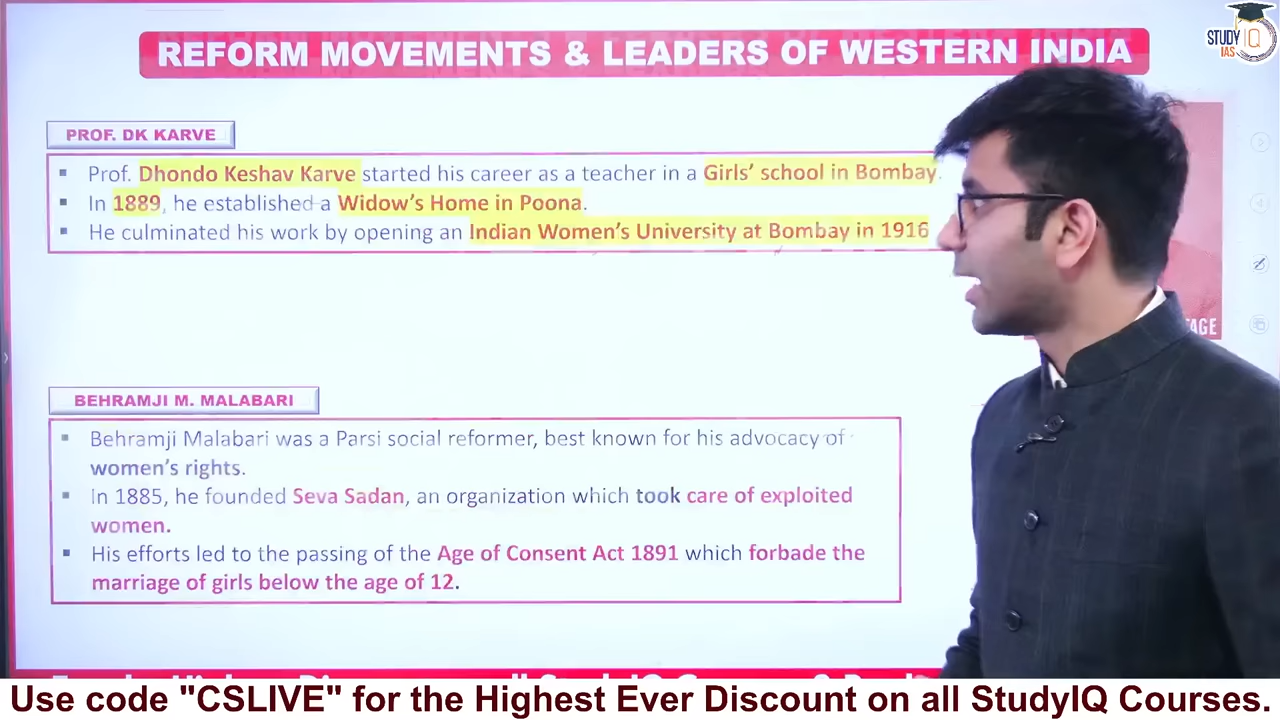 REFORM MOVEMENTS & LEADERS OF WESTERN INDIA
STUDY IQ
IAS
PROF. DK KARVE
▪ Prof. Dhondo Keshav Karve started his career as a teacher in a Girls’ school in Bombay.
▪ In 1889, he established a Widow’s Home in Poona.
▪ He culminated his work by opening an Indian Women’s University at Bombay in 1916
AGE
BEHRAMJI M. MALABARI
▪ Behramji Malabari was a Parsi social reformer, best known for his advocacy of
women’s rights.
▪ In 1885, he founded Seva Sadan, an organization which took care of exploited
women.
▪ His efforts led to the passing of the Age of Consent Act 1891 which forbade the
marriage of girls below the age of 12.
Use code "CSLIVE" for the Highest Ever Discount on all StudyIQ Courses.